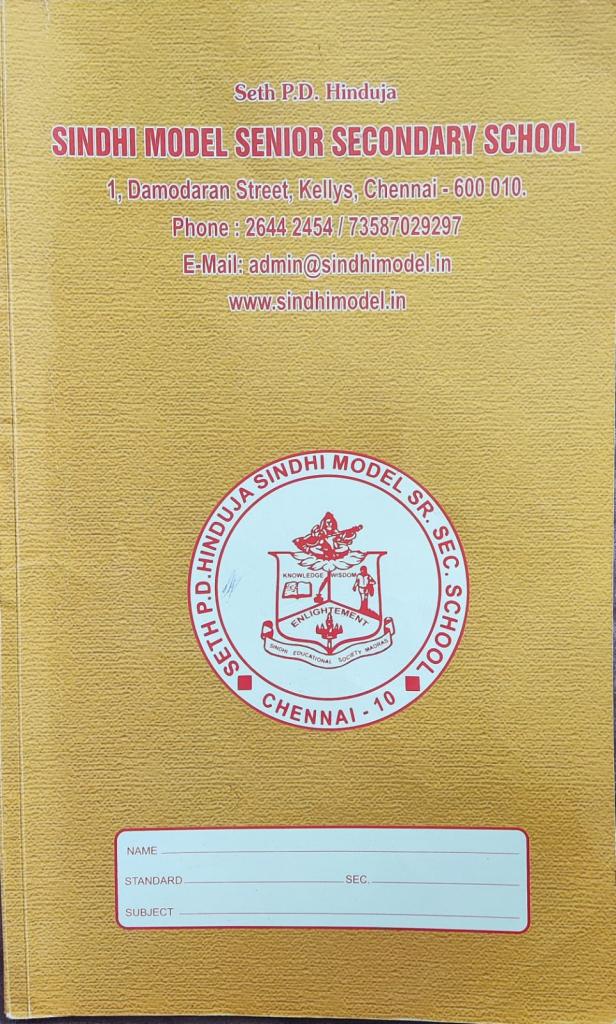 Seth P.D. Hinduja
SINDHI MODEL SENIOR SECONDARY SCHOOL
1, Damodaran Street, Kellys, Chennai - 600 010.
Phone : 2644 2454 / 73587029297
E-Mail: admin@sindhimodel.in
www.sindhimodel.in
SETH P.D.HINDUJA SINDHI MODEL SR. SEC. SCHOOL
KNOWLEDGE WISDOM
ENLIGHTEMENT
SINDHI EDUCATIONAL SOCIETY MADRAS
CHENNAI - 10
NAME
STANDARD SEC.
SUBJECT